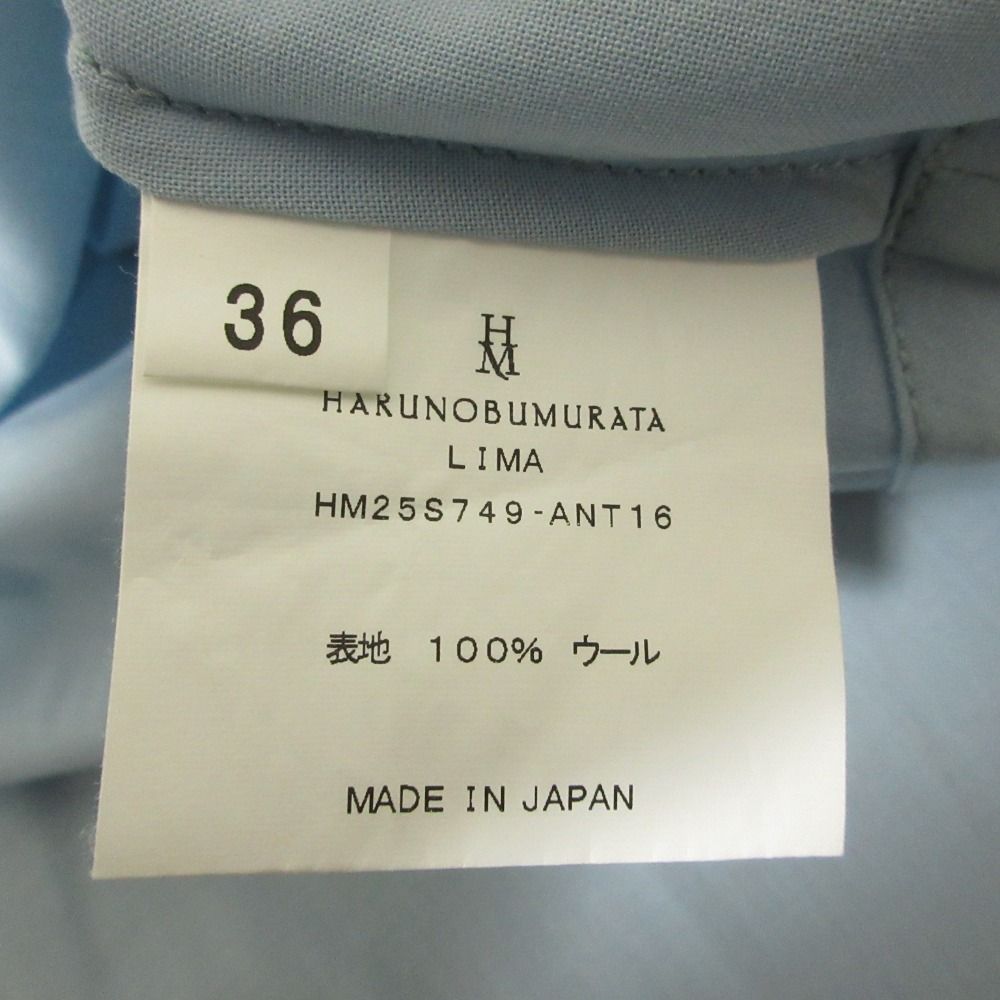 36
HM
HARUNOBUMURATA
LIMA
HM25S749-ANT16
表地 100% ウール
MADE IN JAPAN